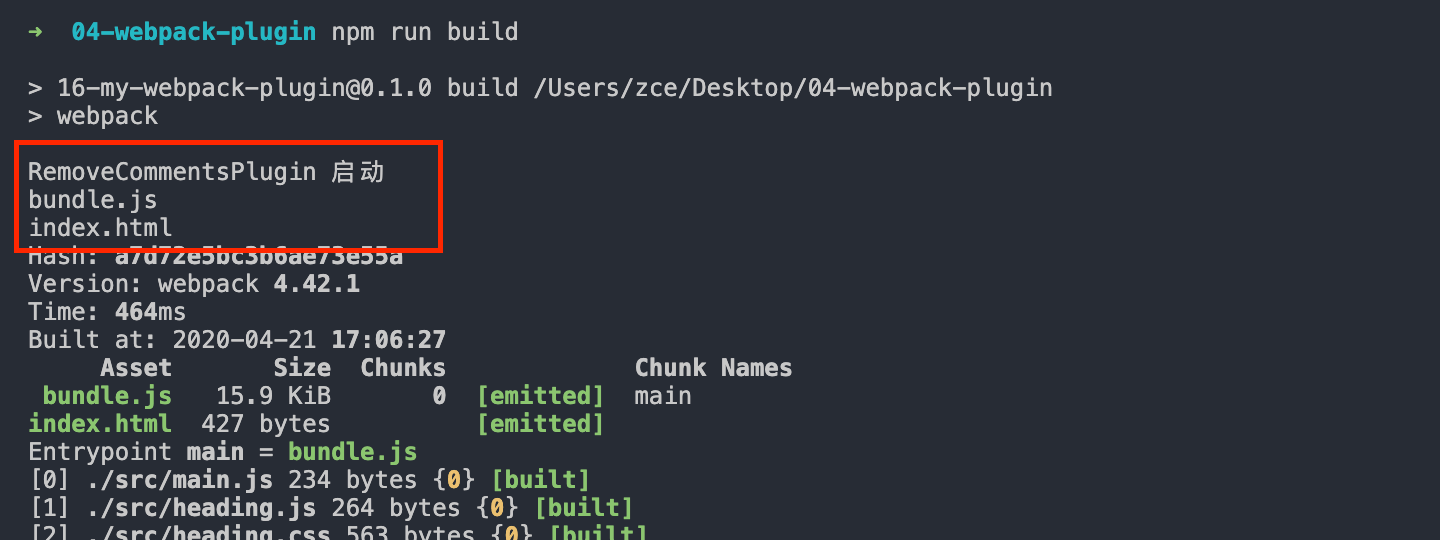 ➜  04-webpack-plugin npm run build
> 16-my-webpack-plugin@0.1.0 build /Users/zce/Desktop/04-webpack-plugin
> webpack
RemoveCommentsPlugin 启动
bundle.js
index.html
Hash: a7d72e5bc3b6ae73e55a
Version: webpack 4.42.1
Time: 464ms
Built at: 2020-04-21 17:06:27
Asset Size Chunks Chunk Names
bundle.js 15.9 KiB 0 [emitted] main
index.html 427 bytes [emitted]
Entrypoint main = bundle.js
[0] ./src/main.js 234 bytes {0} [built]
[1] ./src/heading.js 264 bytes {0} [built]
[2] ./src/heading.css 563 bytes {0} [built]